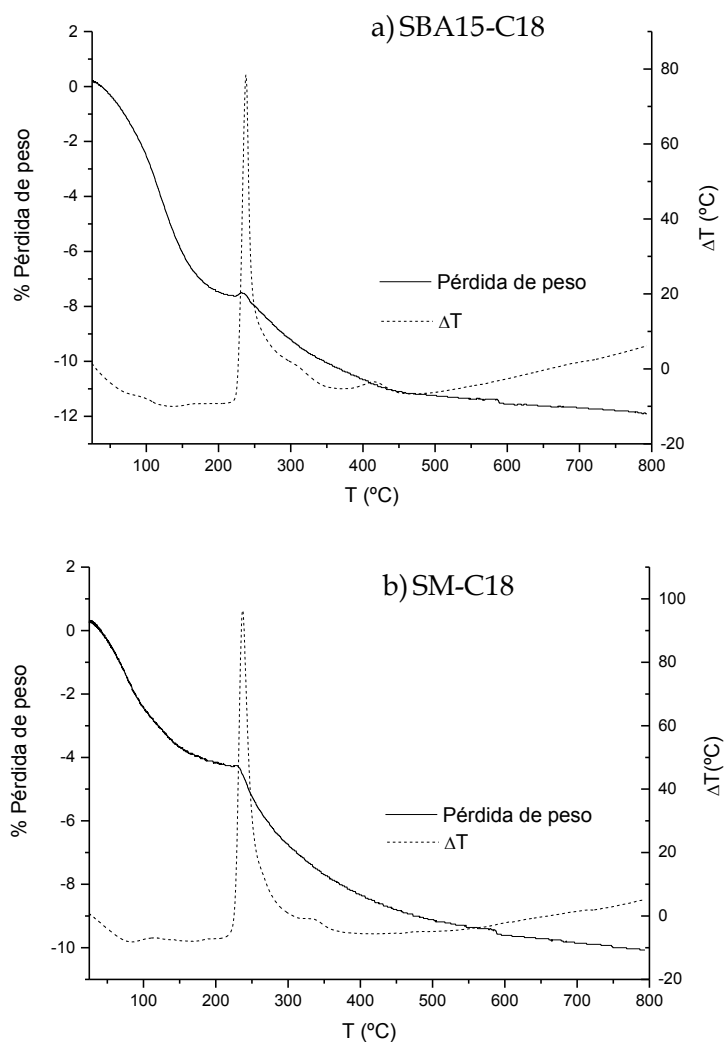 a) SBA15-C18
2
0
-2
-4
-6
-8
-10
-12
% Pérdida de peso
80
60
40
20
0
-20
ΔT (ºC)
Pérdida de peso
ΔT
100 200 300 400 500 600 700 800
T (ºC)
b) SM-C18
2
0
-2
-4
-6
-8
-10
% Pérdida de peso
100
80
60
40
20
0
-20
ΔT(ºC)
Pérdida de peso
ΔT
100 200 300 400 500 600 700 800
T (ºC)